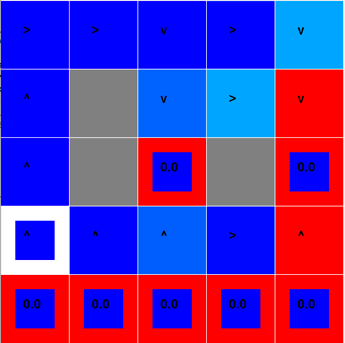 > > v > v
^ v > v
^ 0.0 0.0
^ ^ ^ > ^
0.0 0.0 0.0 0.0 0.0